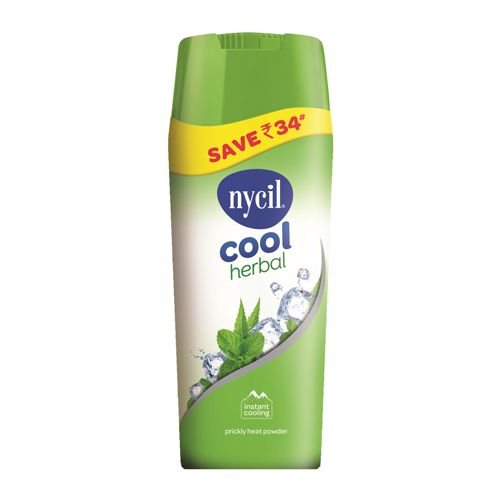 SAVE ₹ 34#
nycil®
cool
herbal
instant
cooling
prickly heat powder